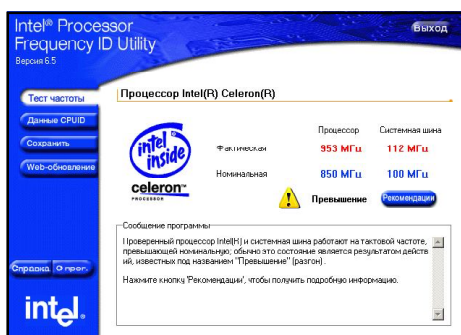 Intel® Processor
Frequency ID Utility
Версия 6.5
Выход
Тест частоты
Данные CPUID
Сохранить
Web-обновление
Справка
О прог.
intel®
Процессор Intel(R) Celeron(R)
intel inside™
celeron™
PROCESSOR
Процессор Системная шина
Фактическая 953 МГц 112 МГц
Номинальная 850 МГц 100 МГц
Превышение Рекомендации
Сообщение программы
Проверенный процессор Intel(R) и системная шина работают на тактовой частоте,
превышающей номинальную; обычно это состояние является результатом действ
ий, известных под названием "Превышение" (разгон).
Нажмите кнопку 'Рекомендации', чтобы получить подробную информацию.